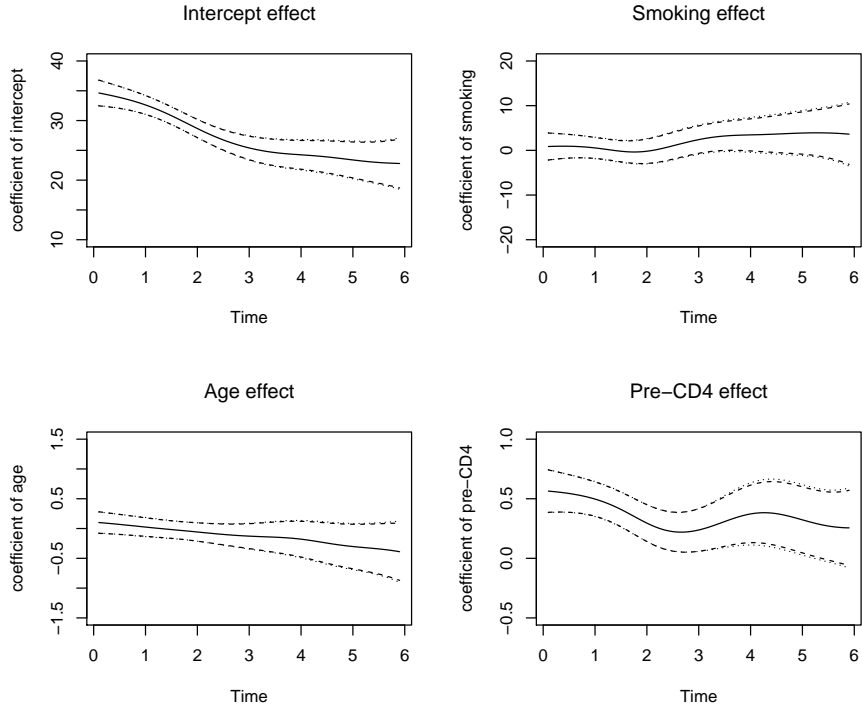 Intercept effect
coefficient of intercept
40
30
20
10
0 1 2 3 4 5 6
Time
Smoking effect
coefficient of smoking
20
10
0
−10
−20
0 1 2 3 4 5 6
Time
Age effect
coefficient of age
1.5
0.5
−0.5
−1.5
0 1 2 3 4 5 6
Time
Pre−CD4 effect
coefficient of pre−CD4
1.0
0.5
0.0
−0.5
0 1 2 3 4 5 6
Time